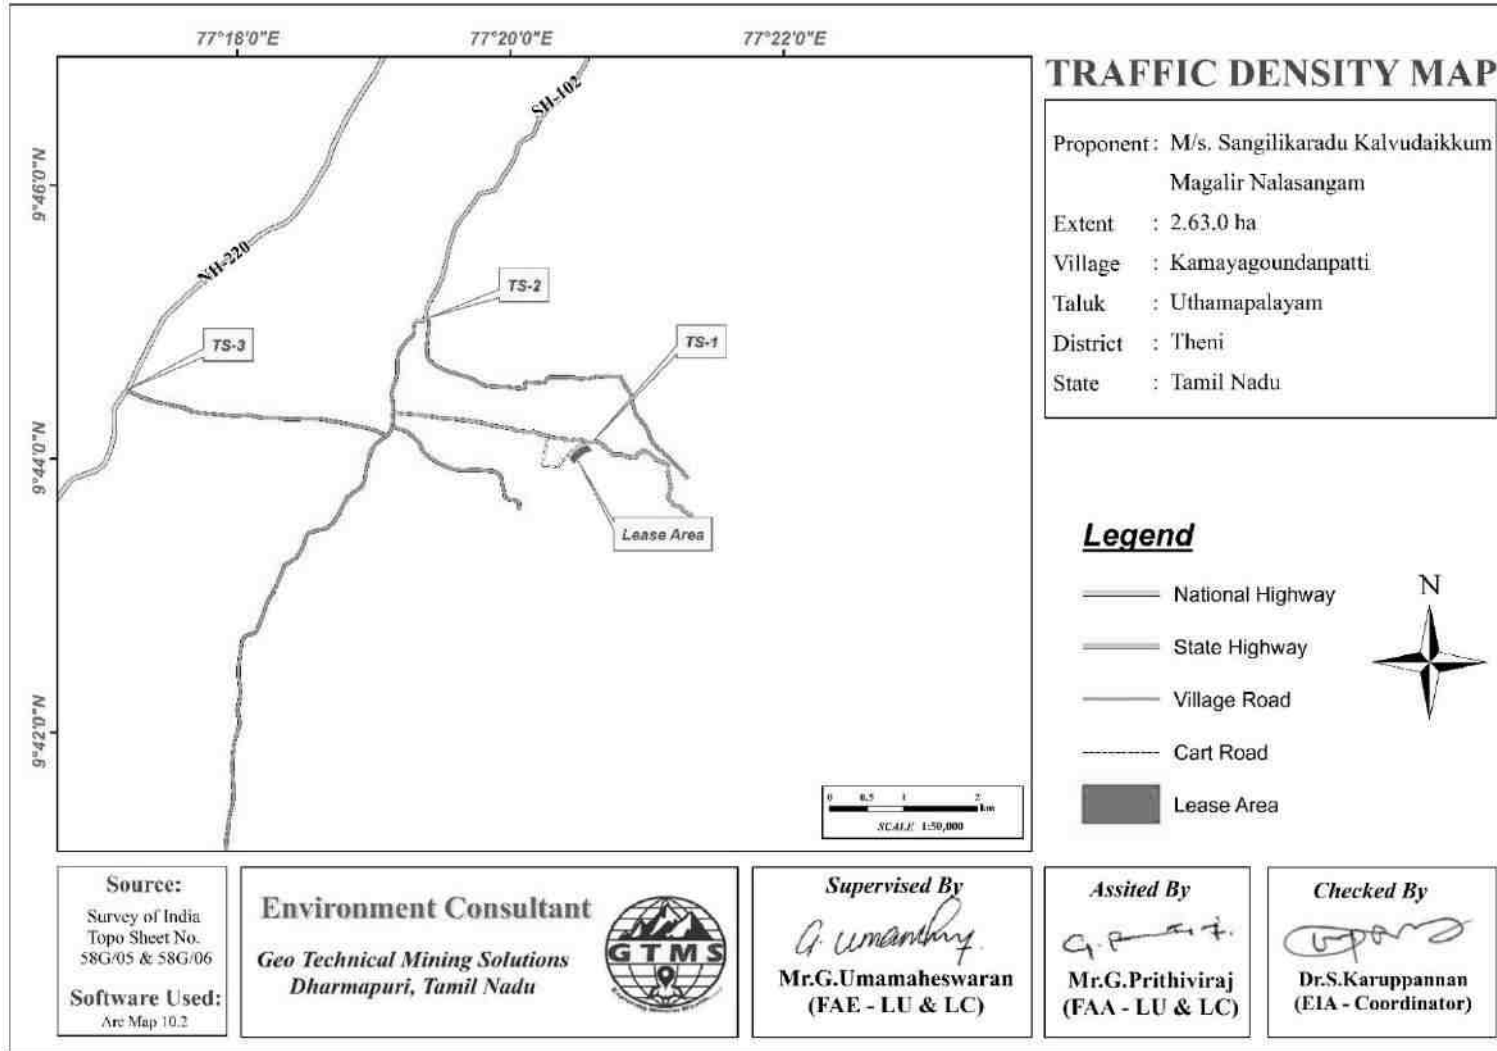 77°18'0"E
77°20'0"E
77°22'0"E
9°46'0"N
9°44'0"N
9°42'0"N
SH-102
NH-220
TS-2
TS-3
TS-1
Lease Area
0 0.5 1 2
km
SCALE 1:50,000
TRAFFIC DENSITY MAP
Proponent : M/s. Sangilikaradu Kalvudaikkum
Magalir Nalasangam
Extent : 2.63.0 ha
Village : Kamayagoundanpatti
Taluk : Uthamapalayam
District : Theni
State : Tamil Nadu
Legend
National Highway
State Highway
Village Road
Cart Road
Lease Area
N
Source:
Survey of India
Topo Sheet No.
58G/05 & 58G/06
Software Used:
Arc Map 10.2
Environment Consultant
Geo Technical Mining Solutions
Dharmapuri, Tamil Nadu
GTMS
Supervised By
G. Umamahey.
Mr.G.Umamaheswaran
(FAE - LU & LC)
Assited By
Mr.G.Prithiviraj
(FAA - LU & LC)
Checked By
Dr.S.Karuppannan
(EIA - Coordinator)